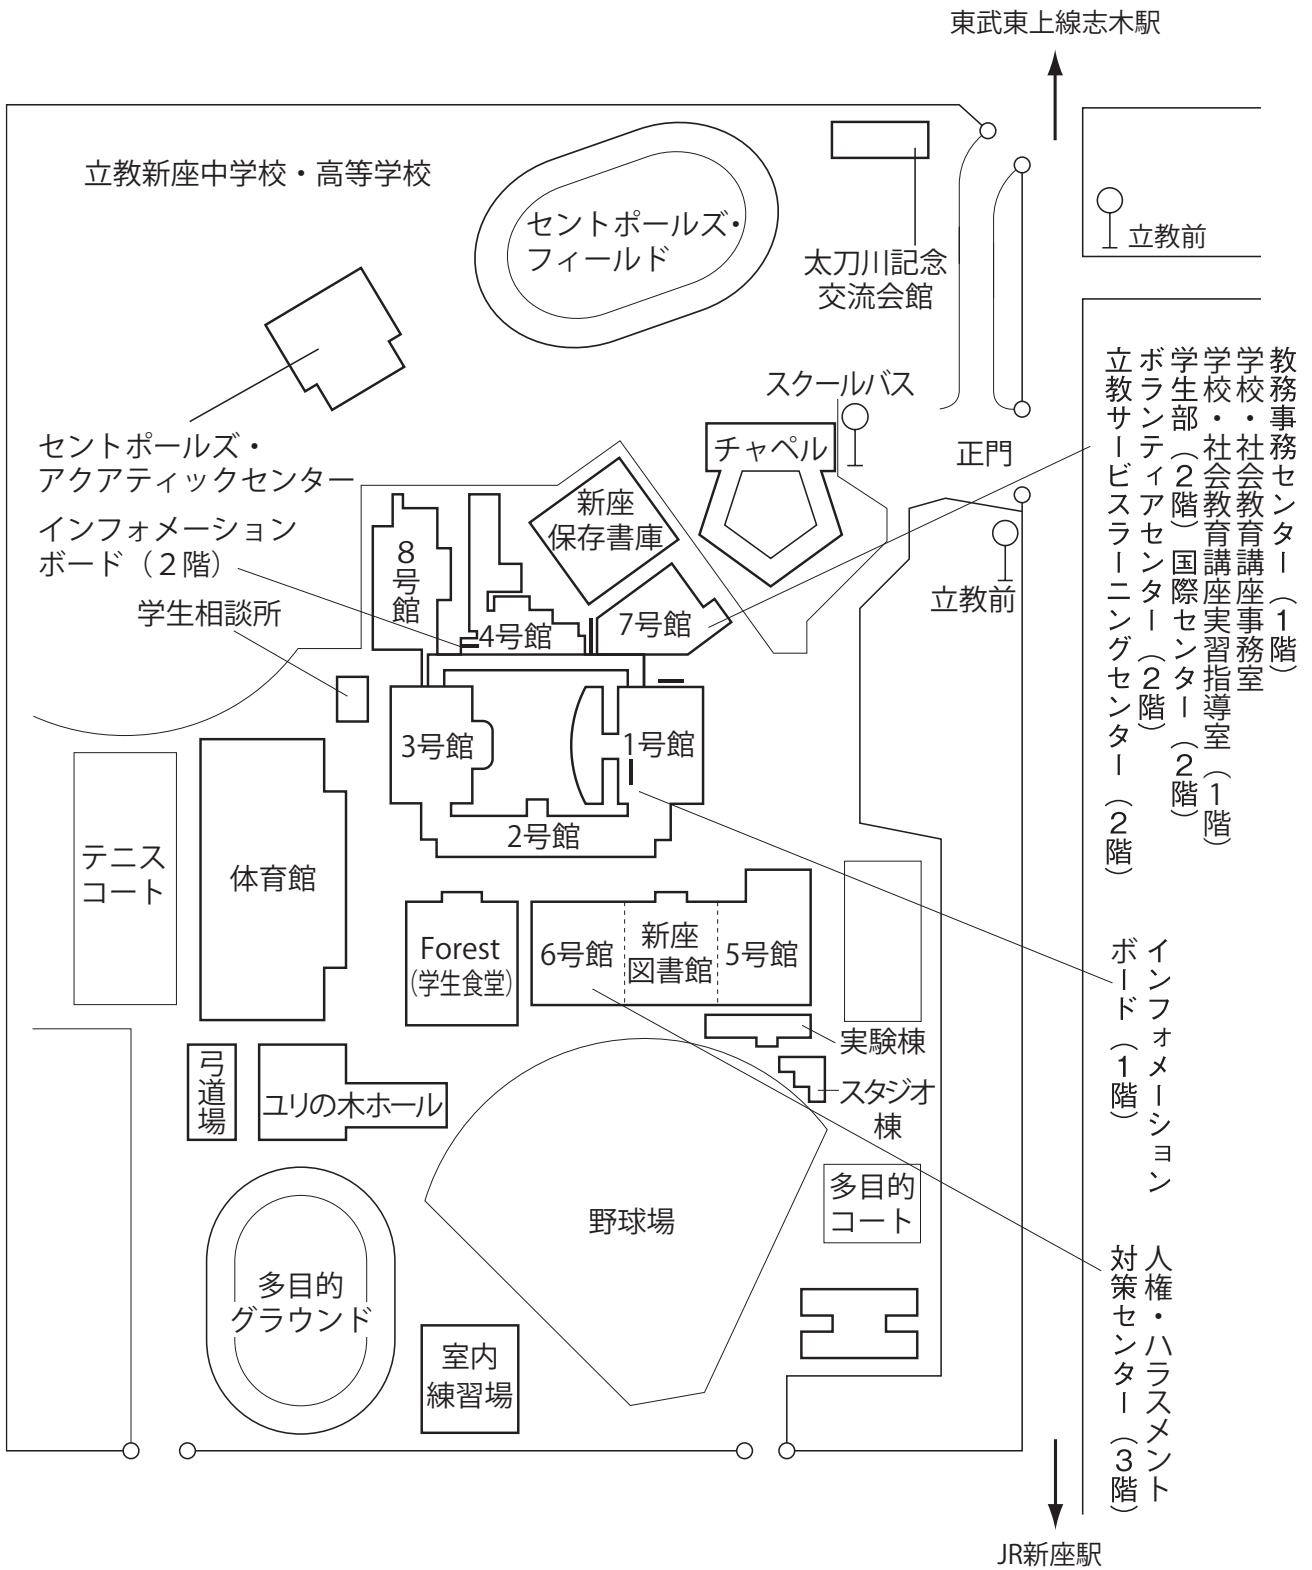 東武東上線志木駅
立教新座中学校・高等学校
セントポールズ・
フィールド
太刀川記念
交流会館
立教前
スクールバス
チャペル
正門
立教前
セントポールズ・
アクアティックセンター
インフォメーション
ボード（２階）
学生相談所
新座
保存書庫
8号館
4号館
7号館
教務事務センター（１階）
学校・社会教育講座事務室
学校・社会教育講座実習指導室（１階）
学生部（２階）国際センター（２階）
ボランティアセンター（２階）
立教サービスラーニングセンター（２階）
3号館
1号館
2号館
テニス
コート
体育館
Forest
（学生食堂）
6号館
新座
図書館
5号館
インフォメーション
ボード（１階）
実験棟
スタジオ
棟
弓道場
ユリの木ホール
野球場
多目的
コート
多目的
グラウンド
室内
練習場
人権・ハラスメント
対策センター（３階）
JR新座駅